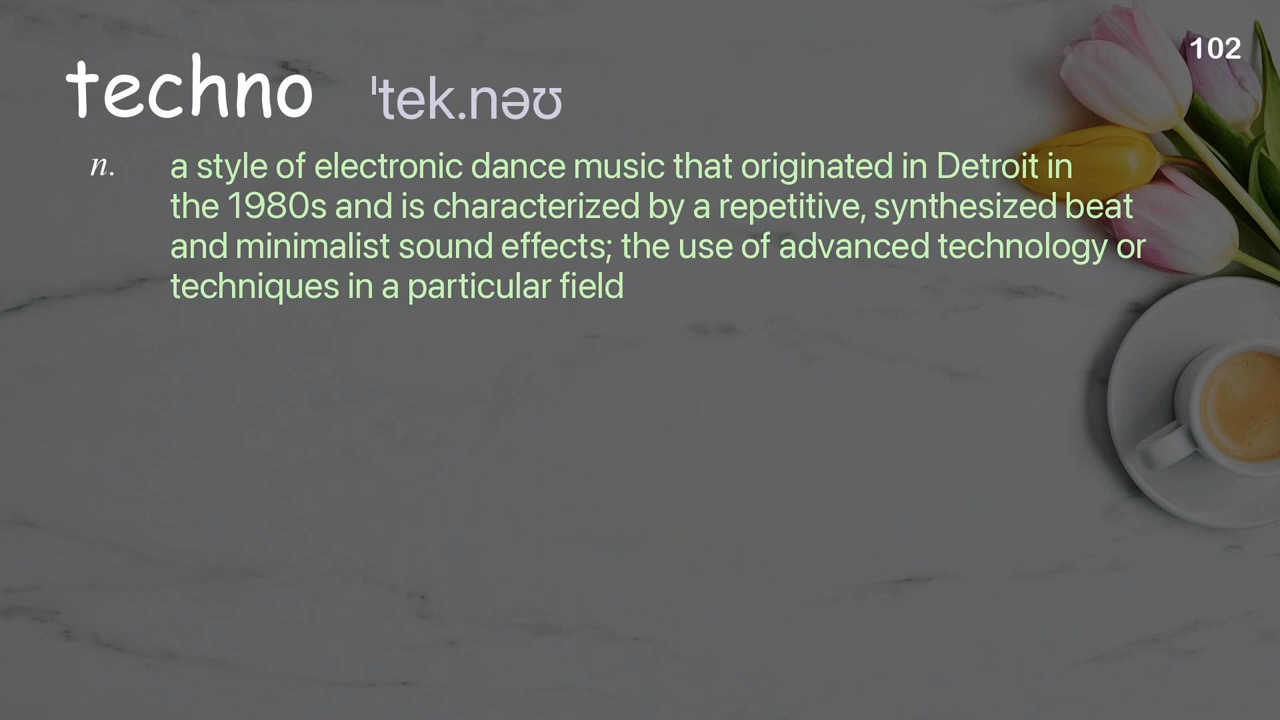 102
techno ˈtek.nəʊ
n. a style of electronic dance music that originated in Detroit in
the 1980s and is characterized by a repetitive, synthesized beat
and minimalist sound effects; the use of advanced technology or
techniques in a particular field